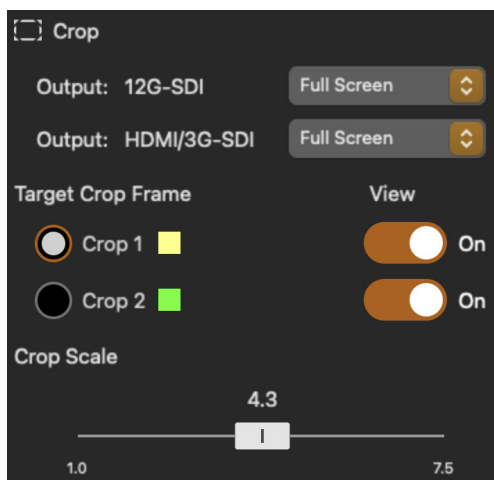 Crop
Output: 12G-SDI Full Screen
Output: HDMI/3G-SDI Full Screen
Target Crop Frame View
Crop 1 On
Crop 2 On
Crop Scale
4.3
1.0 7.5